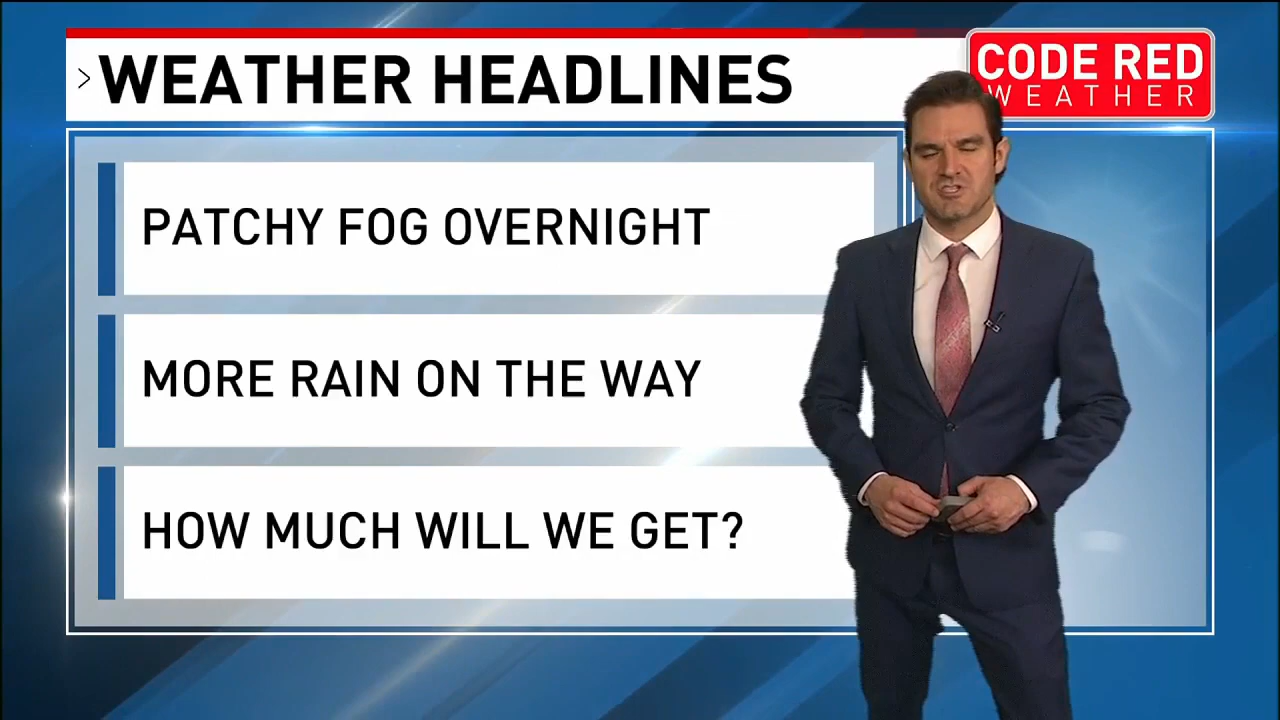 WEATHER HEADLINES
CODE RED
WEATHER
PATCHY FOG OVERNIGHT
MORE RAIN ON THE WAY
HOW MUCH WILL WE GET?